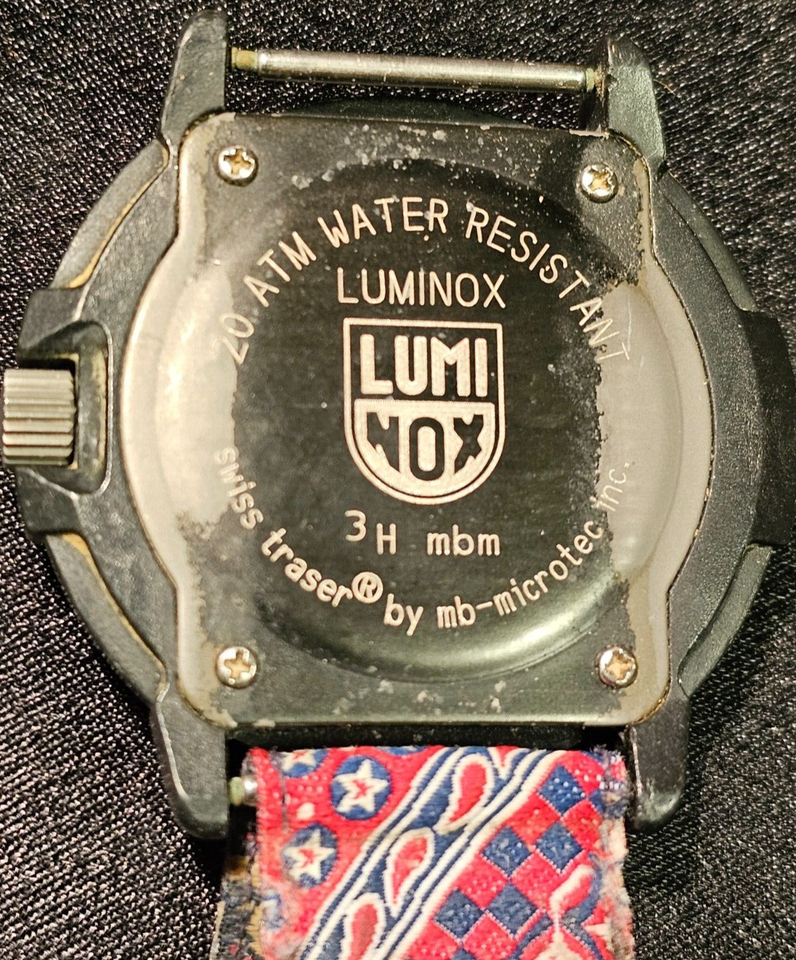 20 ATM WATER RESISTANT
LUMINOX
LUMI
NOX
3H mbm
swiss traser® by mb-microtec inc.